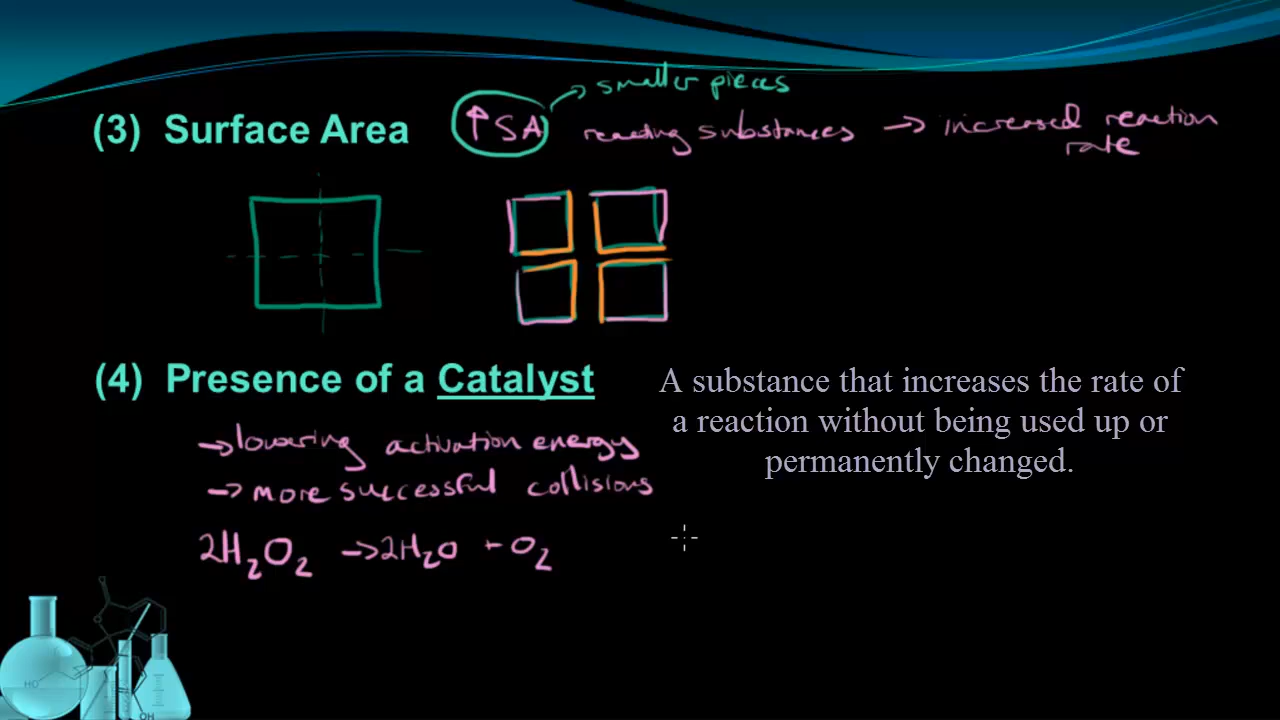 smaller pieces
(3) Surface Area ↑SA reacting substances → increased reaction
rate
(4) Presence of a Catalyst
A substance that increases the rate of
a reaction without being used up or
permanently changed.
→ lowering activation energy
→ more successful collisions
2H₂O₂ → 2H₂O + O₂
HO
O
OH